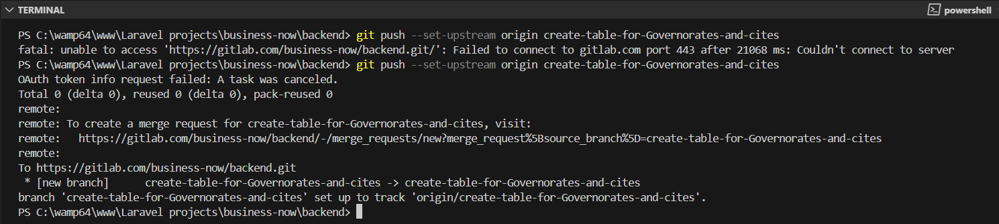 TERMINAL
powershell
PS C:\wamp64\www\Laravel projects\business-now\backend> git push --set-upstream origin create-table-for-Governorates-and-cites
fatal: unable to access 'https://gitlab.com/business-now/backend.git/': Failed to connect to gitlab.com port 443 after 21068 ms: Couldn't connect to server
PS C:\wamp64\www\Laravel projects\business-now\backend> git push --set-upstream origin create-table-for-Governorates-and-cites
OAuth token info request failed: A task was canceled.
Total 0 (delta 0), reused 0 (delta 0), pack-reused 0
remote:
remote: To create a merge request for create-table-for-Governorates-and-cites, visit:
remote:   https://gitlab.com/business-now/backend/-/merge_requests/new?merge_request%5Bsource_branch%5D=create-table-for-Governorates-and-cites
remote:
To https://gitlab.com/business-now/backend.git
 * [new branch]      create-table-for-Governorates-and-cites -> create-table-for-Governorates-and-cites
branch 'create-table-for-Governorates-and-cites' set up to track 'origin/create-table-for-Governorates-and-cites'.
PS C:\wamp64\www\Laravel projects\business-now\backend>